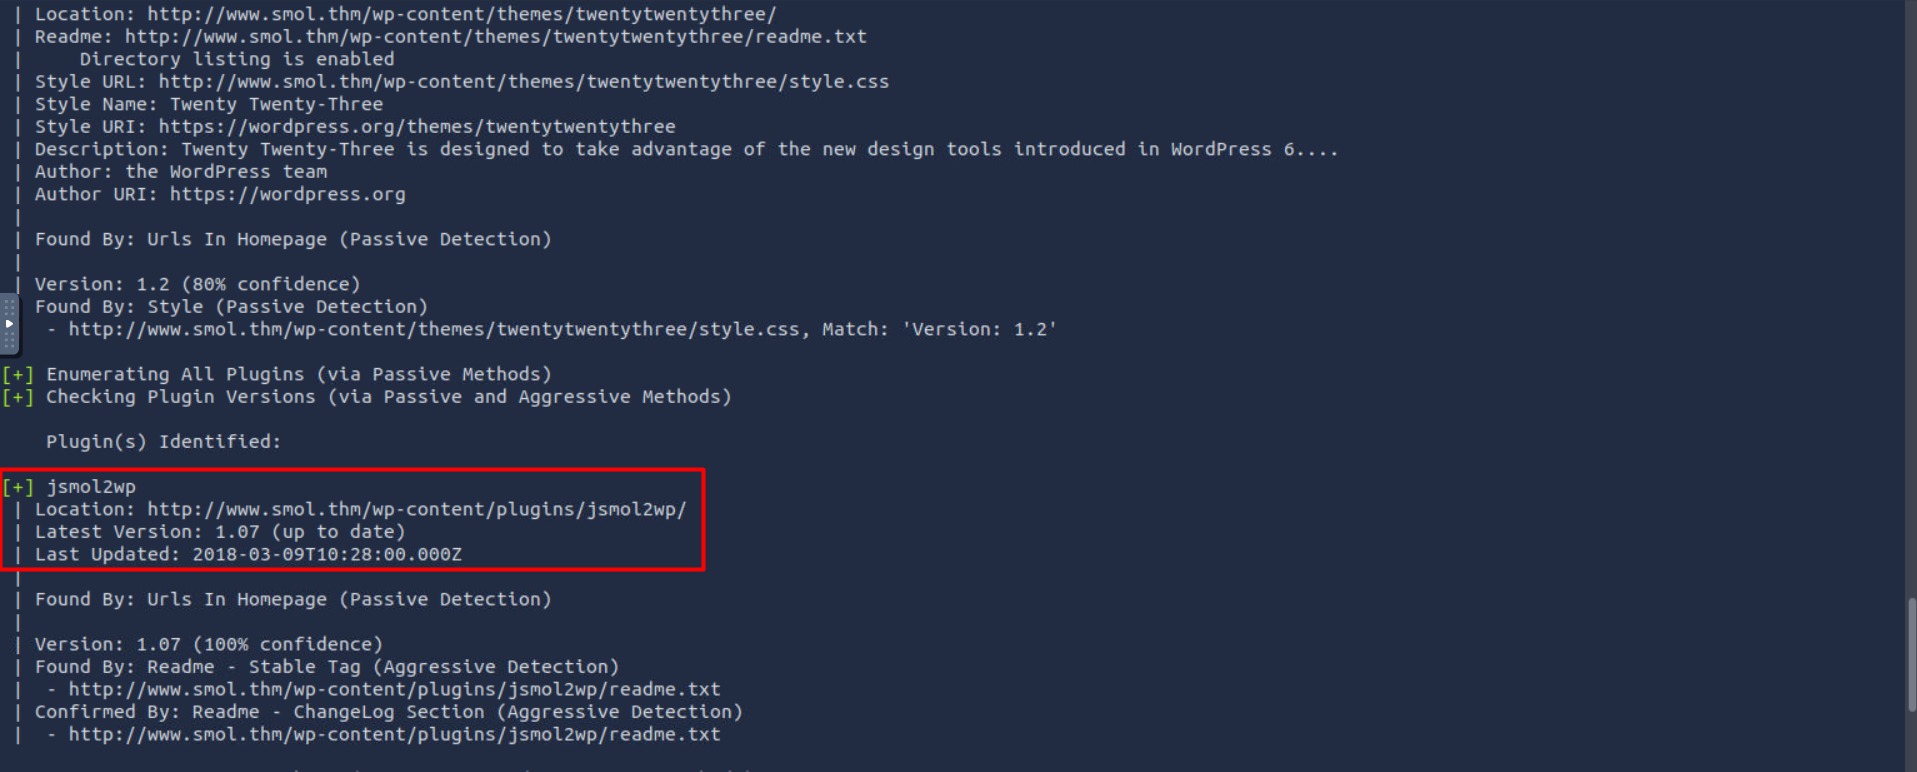 | Location: http://www.smol.thm/wp-content/themes/twentytwentythree/
| Readme: http://www.smol.thm/wp-content/themes/twentytwentythree/readme.txt
|     Directory listing is enabled
| Style URL: http://www.smol.thm/wp-content/themes/twentytwentythree/style.css
| Style Name: Twenty Twenty-Three
| Style URI: https://wordpress.org/themes/twentytwentythree
| Description: Twenty Twenty-Three is designed to take advantage of the new design tools introduced in WordPress 6....
| Author: the WordPress team
| Author URI: https://wordpress.org
|
| Found By: Urls In Homepage (Passive Detection)
|
| Version: 1.2 (80% confidence)
Found By: Style (Passive Detection)
- http://www.smol.thm/wp-content/themes/twentytwentythree/style.css, Match: 'Version: 1.2'
[+] Enumerating All Plugins (via Passive Methods)
[+] Checking Plugin Versions (via Passive and Aggressive Methods)
Plugin(s) Identified:
[+] jsmol2wp
| Location: http://www.smol.thm/wp-content/plugins/jsmol2wp/
| Latest Version: 1.07 (up to date)
| Last Updated: 2018-03-09T10:28:00.000Z
|
| Found By: Urls In Homepage (Passive Detection)
|
| Version: 1.07 (100% confidence)
| Found By: Readme - Stable Tag (Aggressive Detection)
|  - http://www.smol.thm/wp-content/plugins/jsmol2wp/readme.txt
| Confirmed By: Readme - ChangeLog Section (Aggressive Detection)
|  - http://www.smol.thm/wp-content/plugins/jsmol2wp/readme.txt